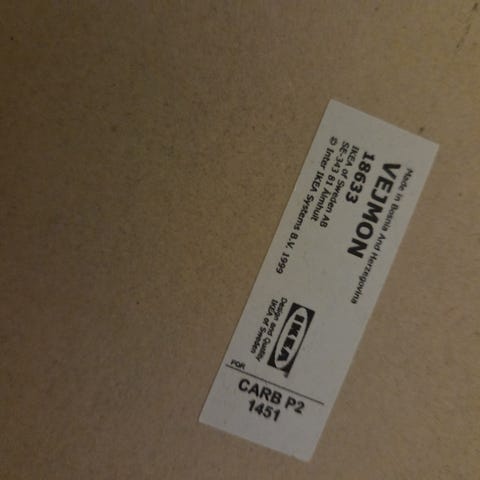 Made in Bosnia And Herzegovina
VEJMON
18633
IKEA of Sweden AB
SE-343 81 Älmhult
© Inter IKEA Systems B.V. 1999
IKEA
Design and Quality
IKEA of Sweden
FOR
CARB P2
1451